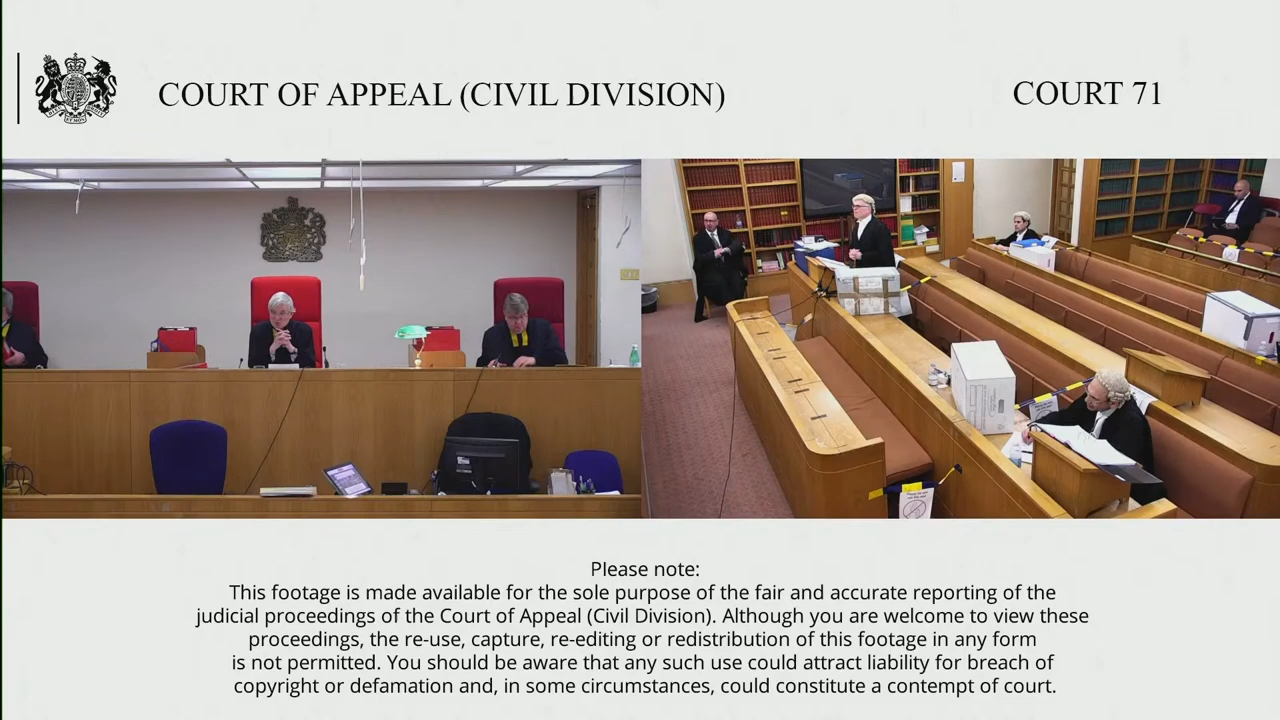 COURT OF APPEAL (CIVIL DIVISION)
COURT 71
Please note:
This footage is made available for the sole purpose of the fair and accurate reporting of the
judicial proceedings of the Court of Appeal (Civil Division). Although you are welcome to view these
proceedings, the re-use, capture, re-editing or redistribution of this footage in any form
is not permitted. You should be aware that any such use could attract liability for breach of
copyright or defamation and, in some circumstances, could constitute a contempt of court.